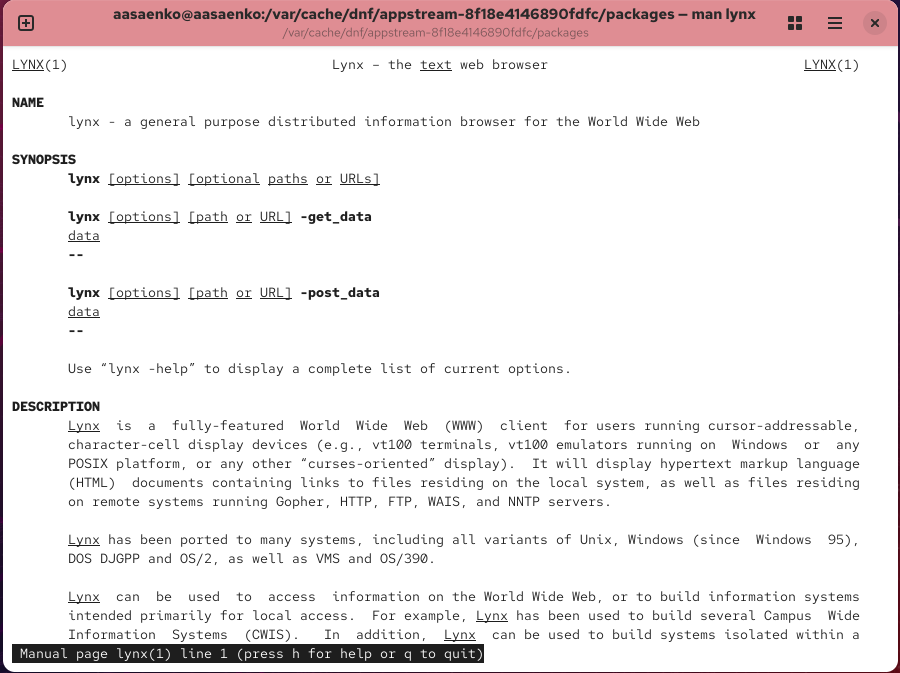 aasaenko@aasaenko:/var/cache/dnf/appstream-8f18e4146890fdfc/packages — man lynx
/var/cache/dnf/appstream-8f18e4146890fdfc/packages
LYNX(1) Lynx – the text web browser LYNX(1)
NAME
lynx - a general purpose distributed information browser for the World Wide Web
SYNOPSIS
lynx [options] [optional paths or URLs]
lynx [options] [path or URL] -get_data
data
--
lynx [options] [path or URL] -post_data
data
--
Use “lynx -help” to display a complete list of current options.
DESCRIPTION
Lynx is a fully-featured World Wide Web (WWW) client for users running cursor-addressable,
character-cell display devices (e.g., vt100 terminals, vt100 emulators running on Windows or any
POSIX platform, or any other “curses-oriented” display). It will display hypertext markup language
(HTML) documents containing links to files residing on the local system, as well as files residing
on remote systems running Gopher, HTTP, FTP, WAIS, and NNTP servers.
Lynx has been ported to many systems, including all variants of Unix, Windows (since Windows 95),
DOS DJGPP and OS/2, as well as VMS and OS/390.
Lynx can be used to access information on the World Wide Web, or to build information systems
intended primarily for local access. For example, Lynx has been used to build several Campus Wide
Information Systems (CWIS). In addition, Lynx can be used to build systems isolated within a
Manual page lynx(1) line 1 (press h for help or q to quit)